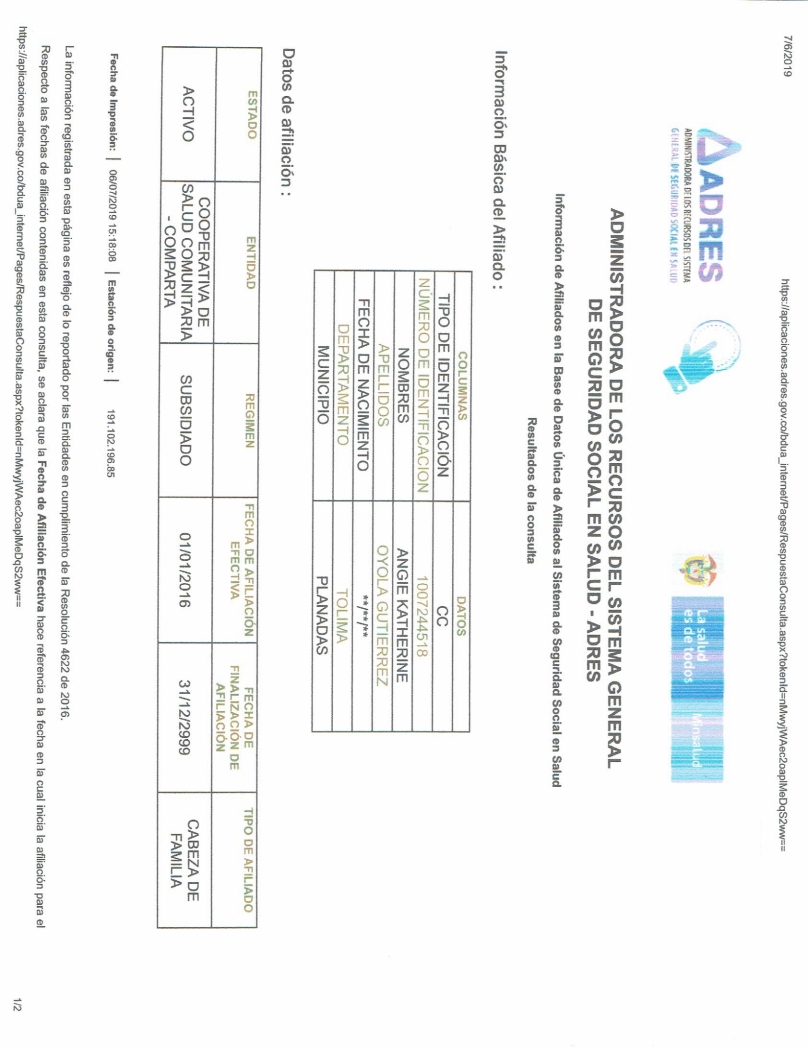 7/6/2019
https://aplicaciones.adres.gov.co/bdua_internet/Pages/RespuestaConsulta.aspx?tokenId=nMwyjWAec2oaplMeDqS2ww==
ADRES
ADMINISTRADORA DE LOS RECURSOS DEL SISTEMA
GENERAL DE SEGURIDAD SOCIAL EN SALUD
La salud
es de todos
Minsalud
ADMINISTRADORA DE LOS RECURSOS DEL SISTEMA GENERAL
DE SEGURIDAD SOCIAL EN SALUD - ADRES
Información de Afiliados en la Base de Datos Única de Afiliados al Sistema de Seguridad Social en Salud
Resultados de la consulta
Información Básica del Afiliado :
COLUMNAS DATOS
TIPO DE IDENTIFICACIÓN CC
NÚMERO DE IDENTIFICACION 1007244518
NOMBRES ANGIE KATHERINE
APELLIDOS OYOLA GUTIERREZ
FECHA DE NACIMIENTO **/**/**
DEPARTAMENTO TOLIMA
MUNICIPIO PLANADAS
Datos de afiliación :
ESTADO ENTIDAD REGIMEN FECHA DE AFILIACIÓN EFECTIVA FECHA DE FINALIZACIÓN DE AFILIACIÓN TIPO DE AFILIADO
ACTIVO COOPERATIVA DE SALUD COMUNITARIA - COMPARTA SUBSIDIADO 01/01/2016 31/12/2999 CABEZA DE FAMILIA
Fecha de Impresión: | 06/07/2019 15:18:08 | Estación de origen: | 191.102.196.85
La información registrada en esta página es reflejo de lo reportado por las Entidades en cumplimiento de la Resolución 4622 de 2016.
Respecto a las fechas de afiliación contenidas en esta consulta, se aclara que la Fecha de Afiliación Efectiva hace referencia a la fecha en la cual inicia la afiliación para el
https://aplicaciones.adres.gov.co/bdua_internet/Pages/RespuestaConsulta.aspx?tokenId=nMwyjWAec2oaplMeDqS2ww==
1/2